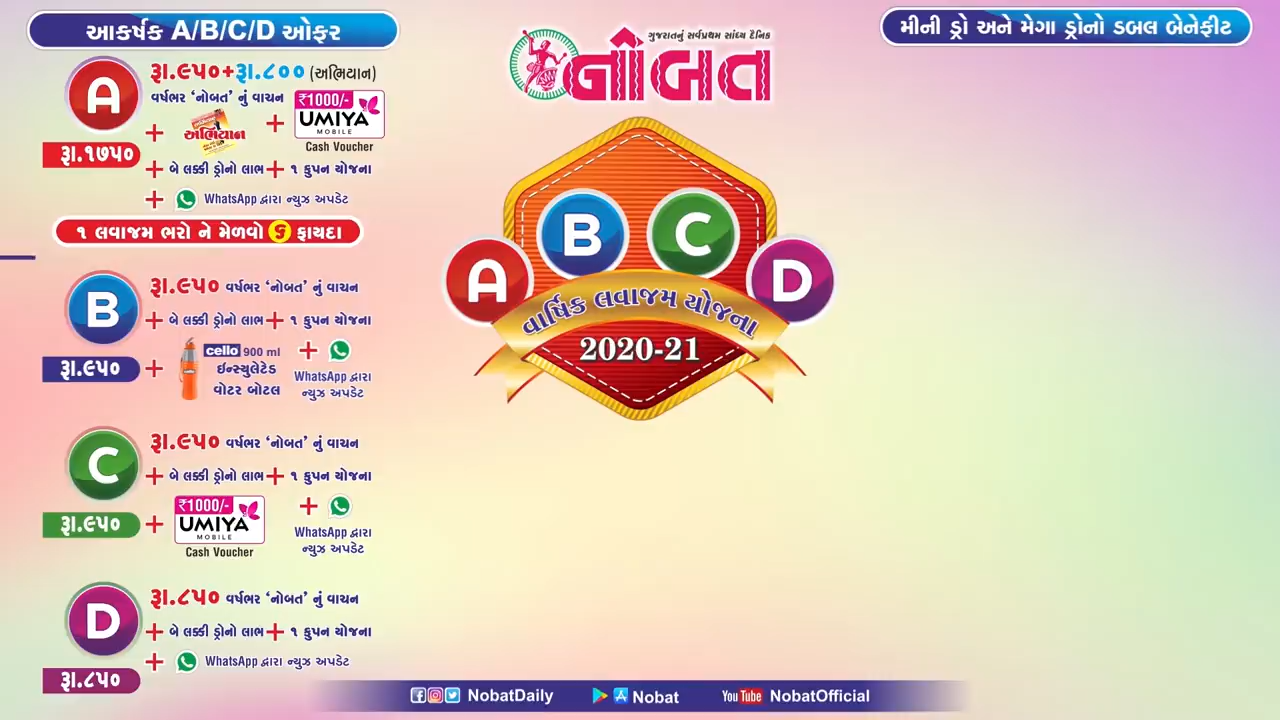 આકર્ષક A/B/C/D ઓફર
A
રૂા.૯૫૦+રૂા.૮૦૦ (અભિયાન)
વર્ષભર ‘નોબત’ નું વાચન
+ અભિયાન + ₹1000/- UMIYA MOBILE
Cash Voucher
રૂા.૧૭૫૦
+ બે લક્કી ડ્રોનો લાભ + ૧ કુપન યોજના
+ WhatsApp દ્વારા ન્યુઝ અપડેટ
૧ લવાજમ ભરો ને મેળવો ૬ ફાયદા
B
રૂા.૯૫૦ વર્ષભર ‘નોબત’ નું વાચન
+ બે લક્કી ડ્રોનો લાભ + ૧ કુપન યોજના
રૂા.૯૫૦
+ cello 900 ml
ઈન્સ્યુલેટેડ
વોટર બોટલ
+
WhatsApp દ્વારા
ન્યુઝ અપડેટ
C
રૂા.૯૫૦ વર્ષભર ‘નોબત’ નું વાચન
+ બે લક્કી ડ્રોનો લાભ + ૧ કુપન યોજના
રૂા.૯૫૦
+ ₹1000/-
UMIYA
MOBILE
Cash Voucher
+
WhatsApp દ્વારા
ન્યુઝ અપડેટ
D
રૂા.૮૫૦ વર્ષભર ‘નોબત’ નું વાચન
+ બે લક્કી ડ્રોનો લાભ + ૧ કુપન યોજના
+ WhatsApp દ્વારા ન્યુઝ અપડેટ
રૂા.૮૫૦
ગુજરાતનું સર્વપ્રથમ સાંધ્ય દૈનિક
નોબત
A B C D
વાર્ષિક લવાજમ યોજના
2020-21
મીની ડ્રો અને મેગા ડ્રોનો ડબલ બેનેફીટ
NobatDaily Nobat YouTube NobatOfficial